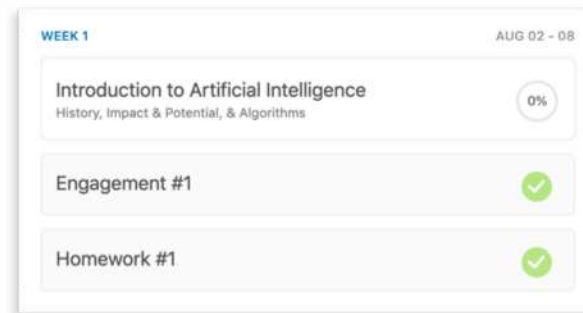 WEEK 1 AUG 02 - 08
Introduction to Artificial Intelligence
History, Impact & Potential, & Algorithms
0%
Engagement #1
Homework #1